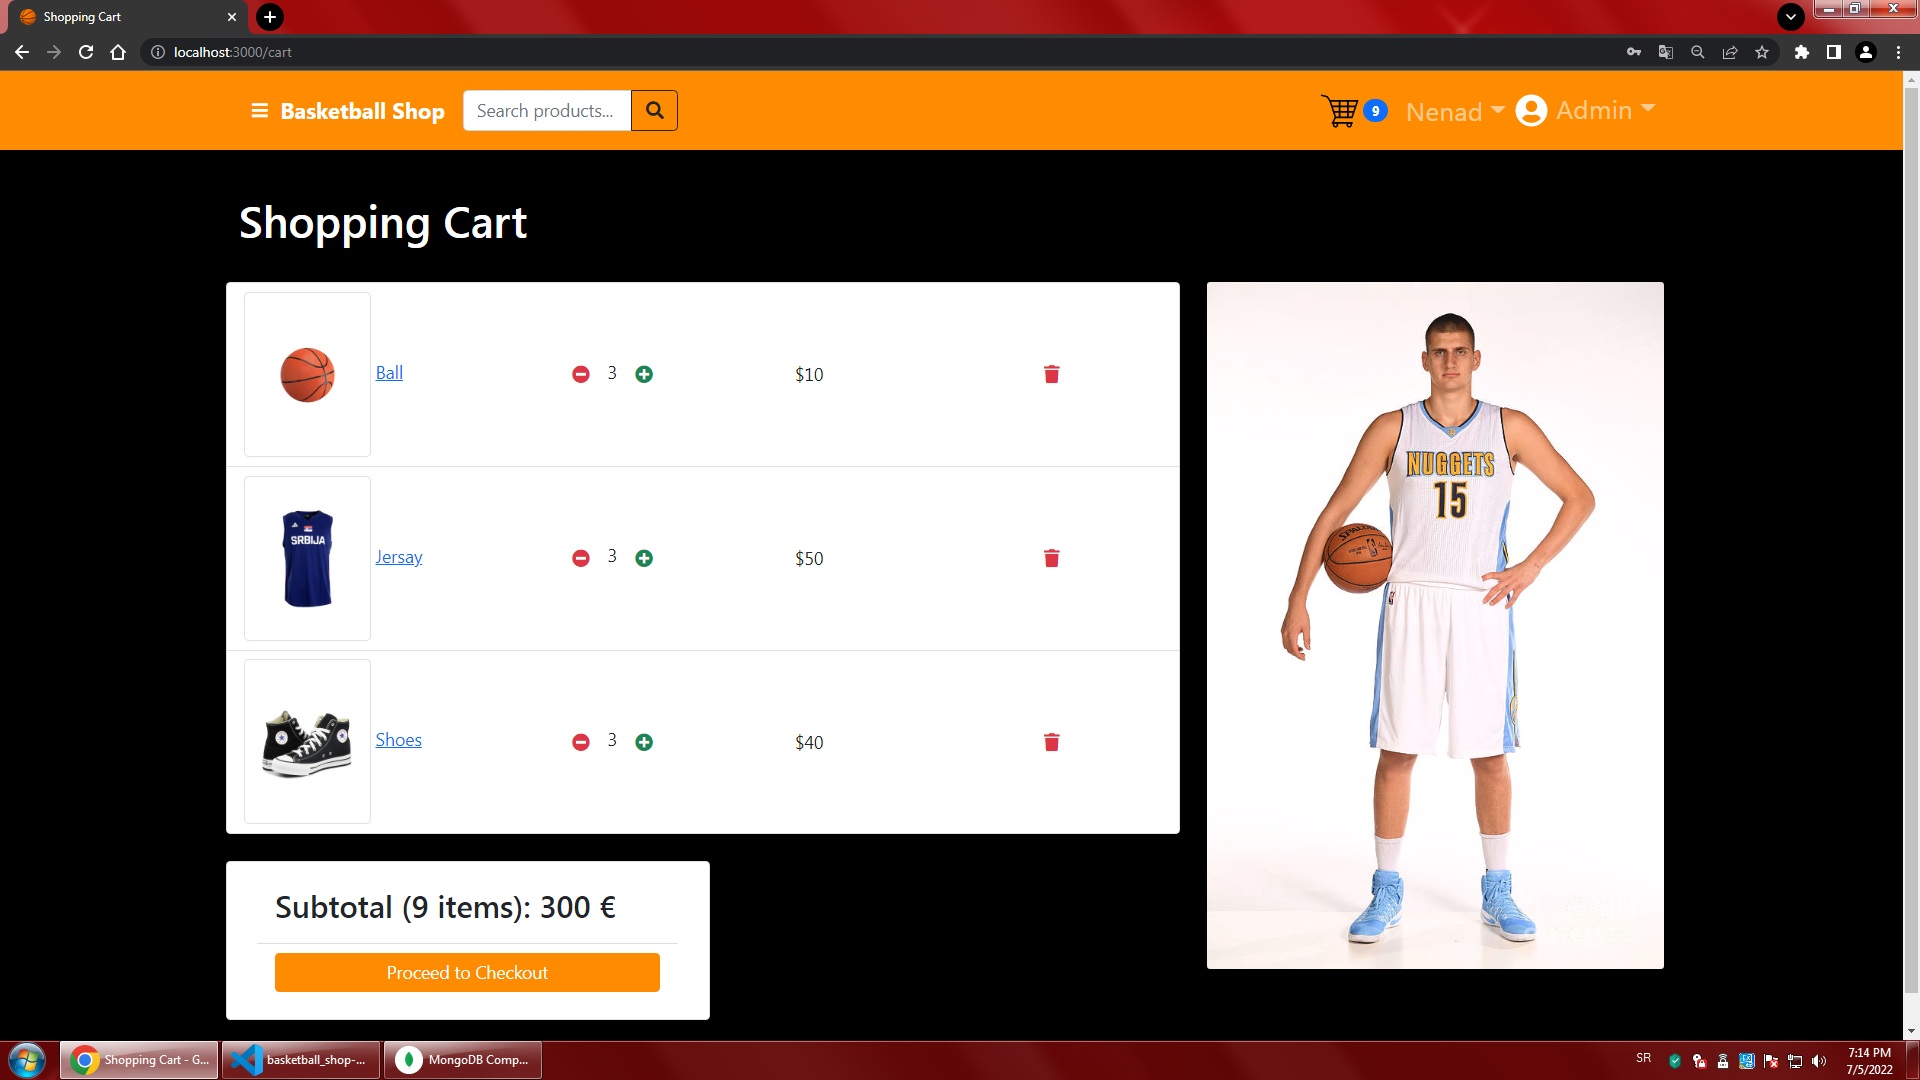 Shopping Cart
localhost:3000/cart
Basketball Shop
Search products...
9
Nenad
Admin
Shopping Cart
Ball
3
$10
SRBIJA
Jersay
3
$50
Shoes
3
$40
NUGGETS
15
SPALDING
Subtotal (9 items): 300 €
Proceed to Checkout
Shopping Cart - G...
basketball_shop-...
MongoDB Comp...
SR
7:14 PM
7/5/2022